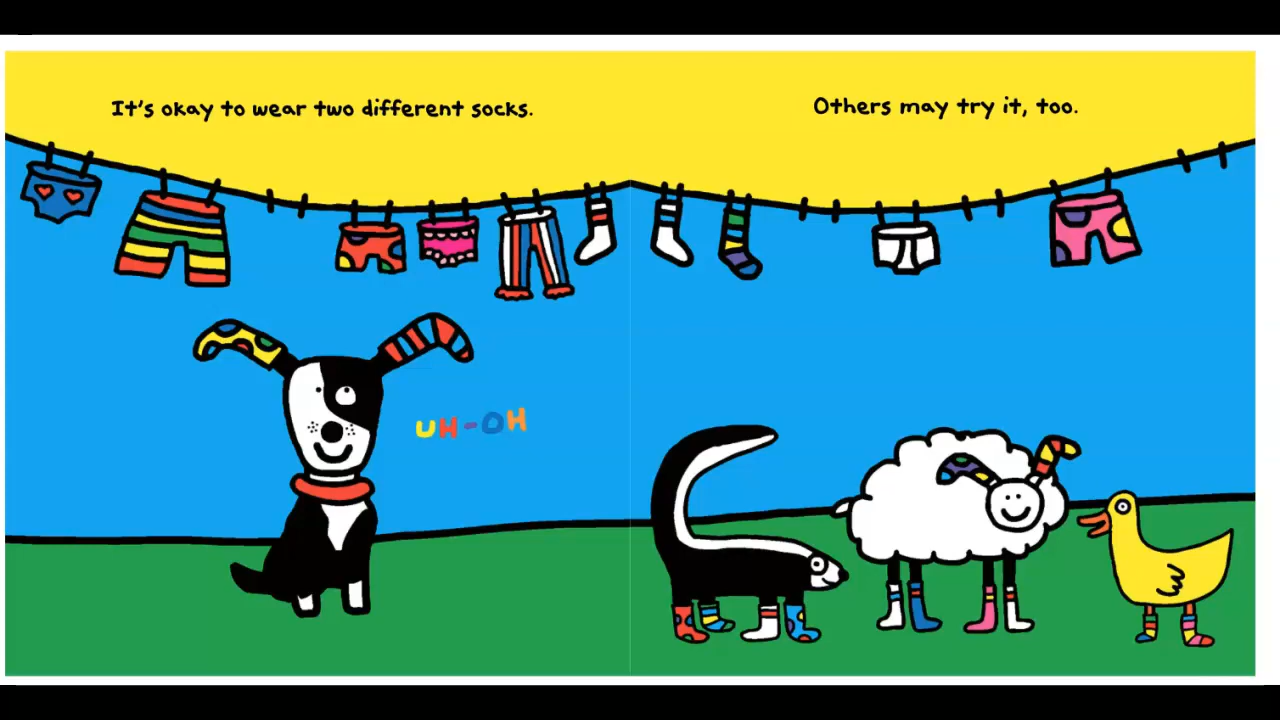 It's okay to wear two different socks.
Others may try it, too.
UH-OH